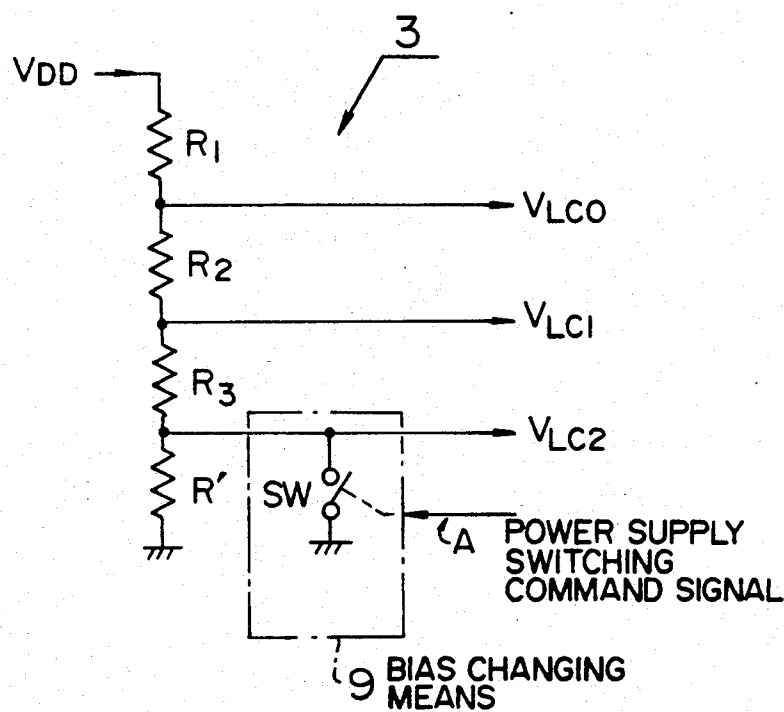 3
VDD
R1
VLC0
R2
VLC1
R3
VLC2
R'
SW
A
POWER SUPPLY
SWITCHING
COMMAND SIGNAL
9 BIAS CHANGING
MEANS